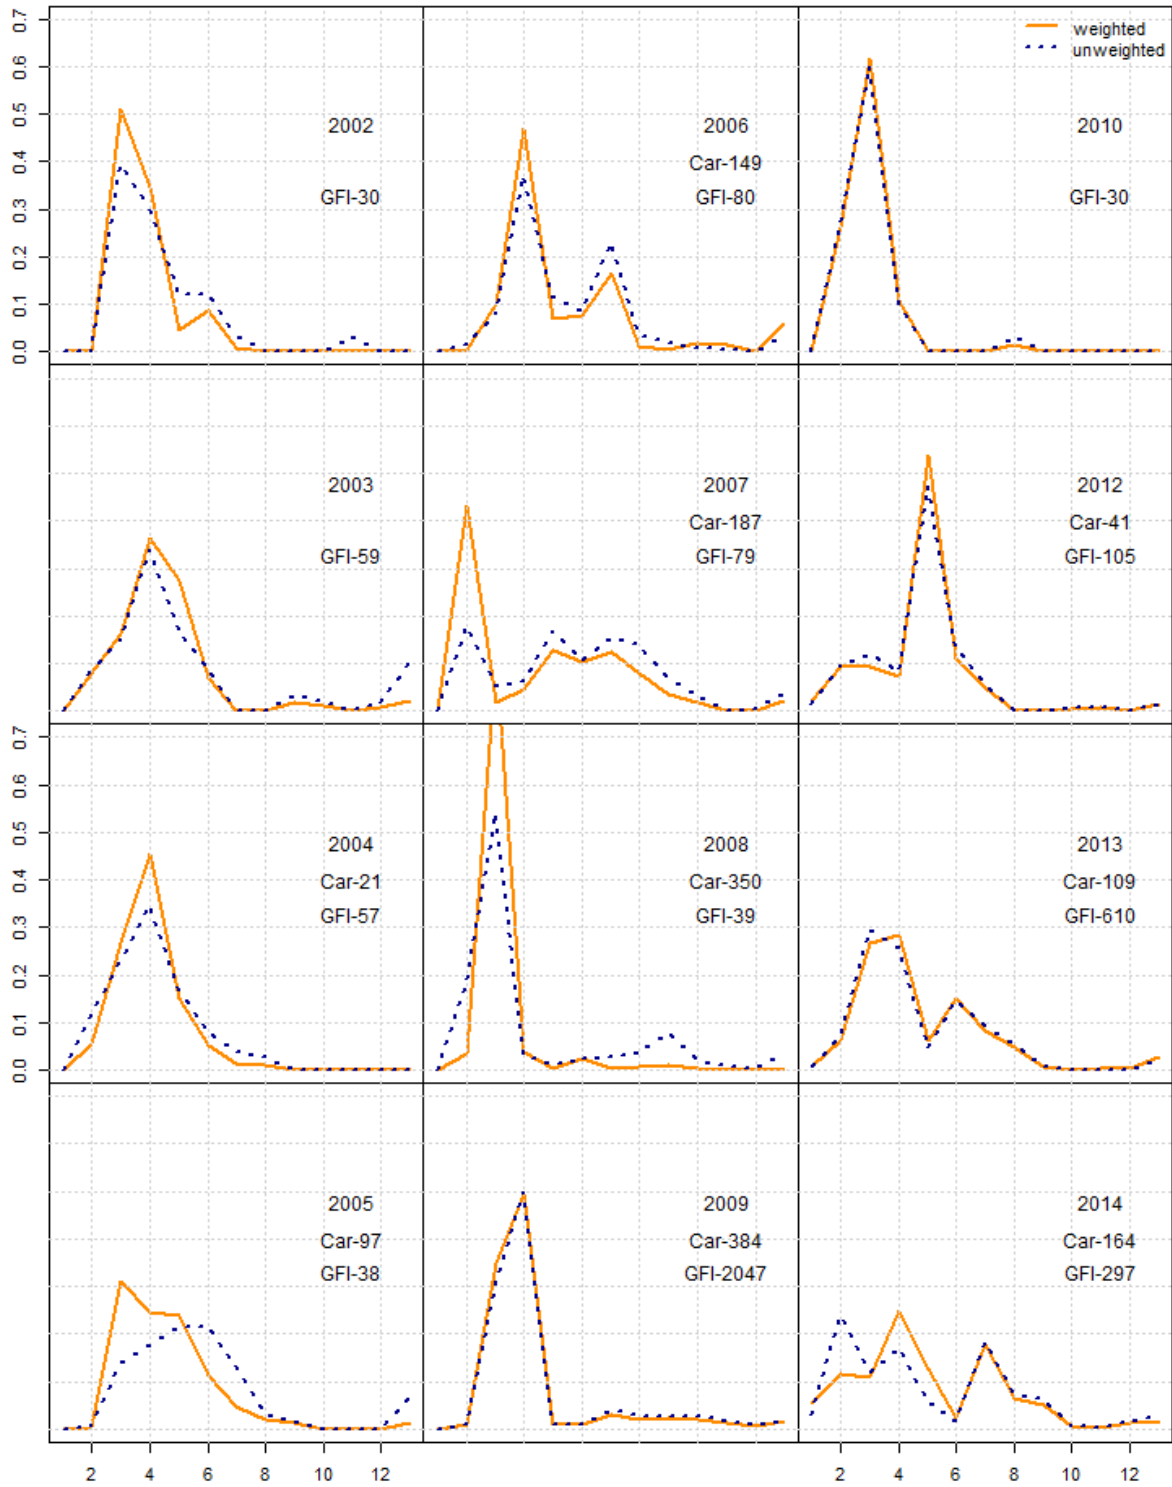 0.7
0.6
0.5
0.4
0.3
0.2
0.1
0.0
2002
GFI-30
2006
Car-149
GFI-80
weighted
unweighted
2010
GFI-30
2003
GFI-59
2007
Car-187
GFI-79
2012
Car-41
GFI-105
0.7
0.6
0.5
0.4
0.3
0.2
0.1
0.0
2004
Car-21
GFI-57
2008
Car-350
GFI-39
2013
Car-109
GFI-610
2005
Car-97
GFI-38
2009
Car-384
GFI-2047
2014
Car-164
GFI-297
2 4 6 8 10 12
2 4 6 8 10 12